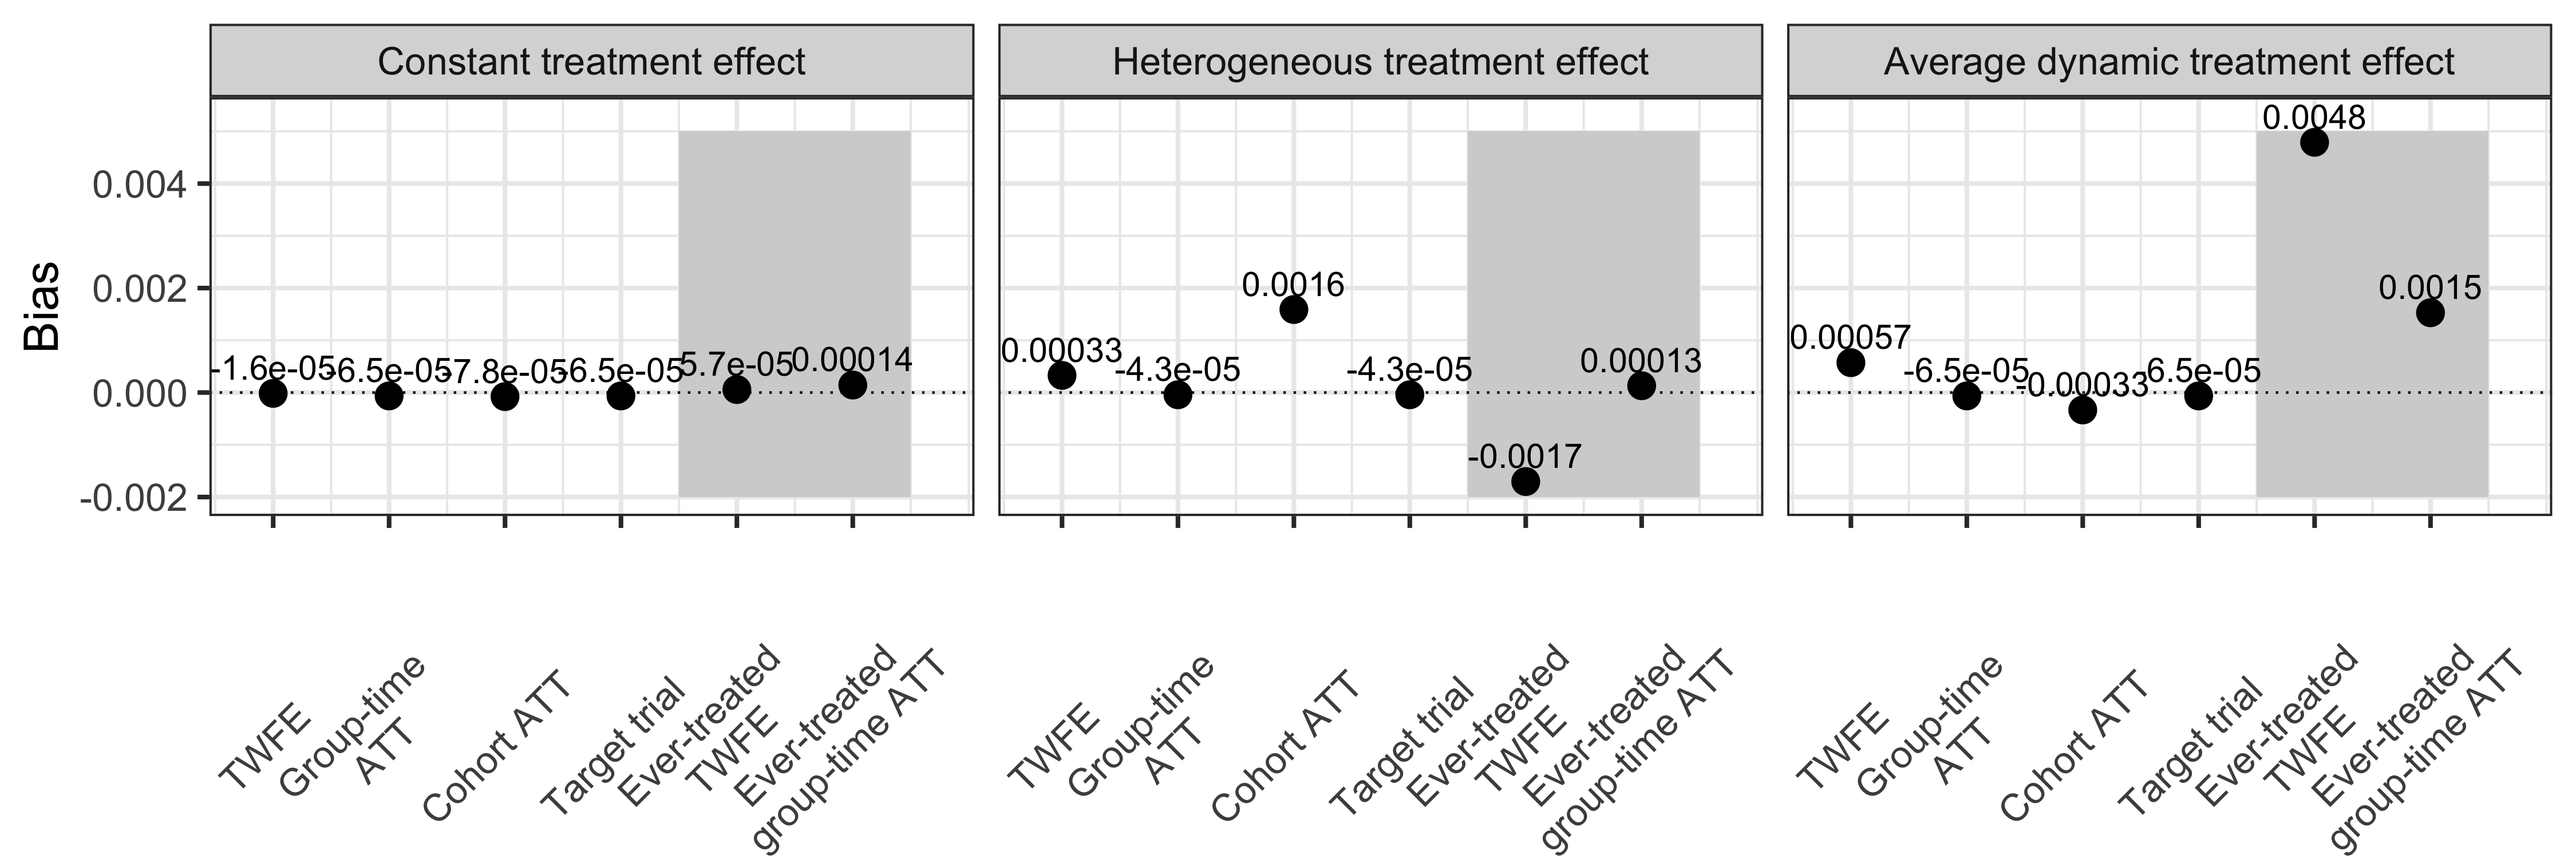 Constant treatment effect
Heterogeneous treatment effect
Average dynamic treatment effect
Bias
0.004
0.002
0.000
-0.002
-1.6e-05
-6.5e-05
-7.8e-05
-6.5e-05
5.7e-05
0.00014
0.00033
-4.3e-05
0.0016
-4.3e-05
-0.0017
0.00013
0.00057
-6.5e-05
-0.00033
-6.5e-05
0.0048
0.0015
TWFE
Group-time
ATT
Cohort ATT
Target trial
Ever-treated
TWFE
Ever-treated
group-time ATT
TWFE
Group-time
ATT
Cohort ATT
Target trial
Ever-treated
TWFE
Ever-treated
group-time ATT
TWFE
Group-time
ATT
Cohort ATT
Target trial
Ever-treated
TWFE
Ever-treated
group-time ATT